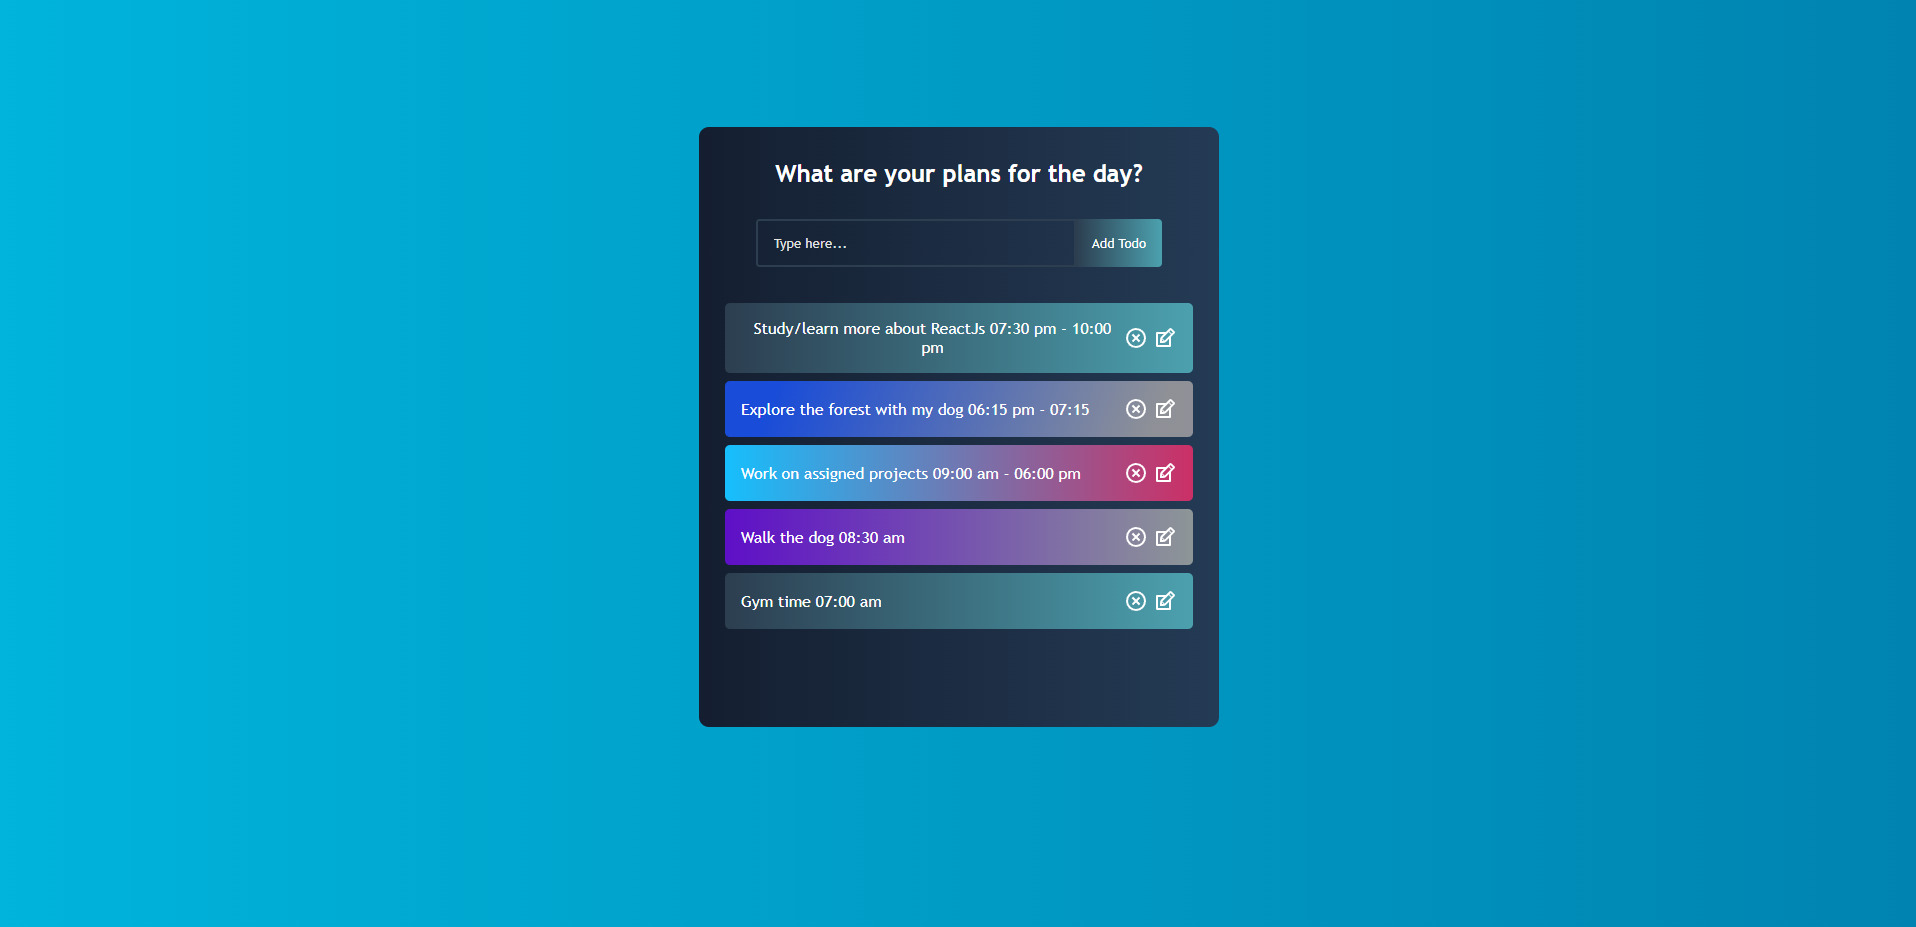 What are your plans for the day?
Type here...
Add Todo
Study/learn more about ReactJs 07:30 pm - 10:00
pm
Explore the forest with my dog 06:15 pm - 07:15
Work on assigned projects 09:00 am - 06:00 pm
Walk the dog 08:30 am
Gym time 07:00 am